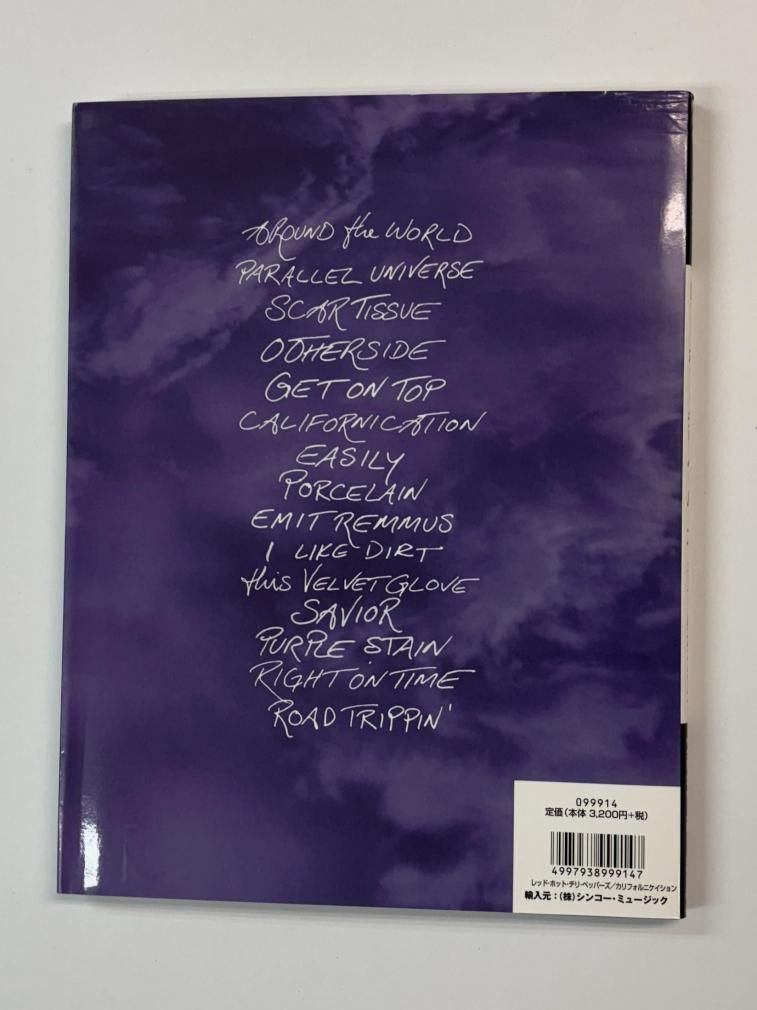 AROUND the WORLD
PARALLEL UNIVERSE
SCAR TISSUE
OTHERSIDE
GET ON TOP
CALIFORNICATION
EASILY
PORCELAIN
EMIT REMMUS
I LIKE DIRT
this VELVET GLOVE
SAVIOR
PURPLE STAIN
RIGHT ON TIME
ROAD TRIPPIN'
099914
定価(本体 3,200円+税)
4997938999147
レッド・ホット・チリ・ペッパーズ/カリフォルニケイション
輸入元:(株)シンコー・ミュージック